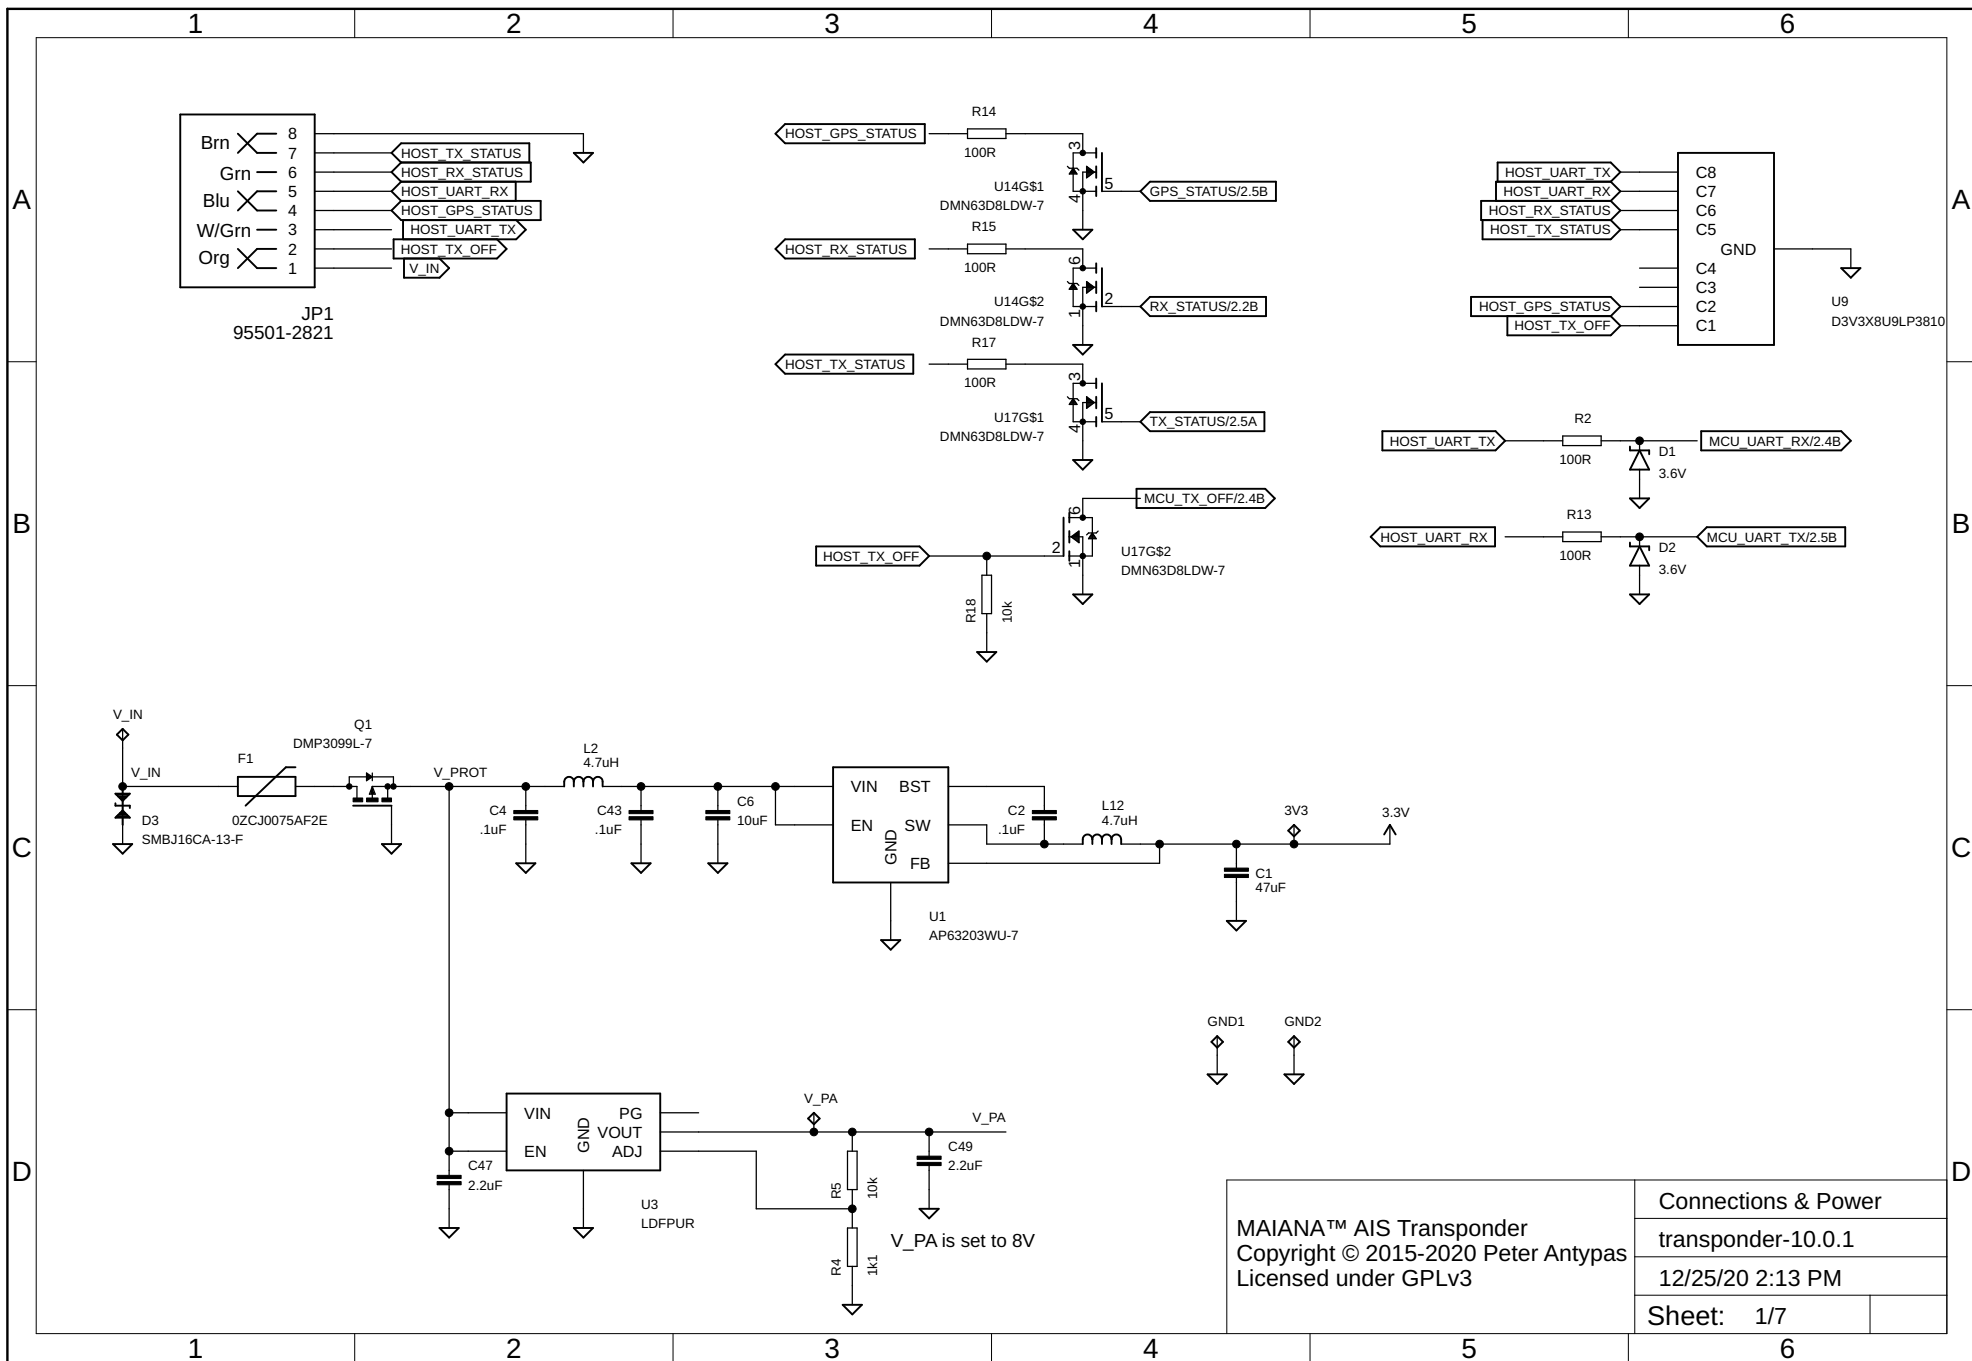 1 2 3 4 5 6
A
A
B
B
C
C
D
D
Brn
Grn
Blu
W/Grn
Org
8
7
6
5
4
3
2
1
HOST_TX_STATUS
HOST_RX_STATUS
HOST_UART_RX
HOST_GPS_STATUS
HOST_UART_TX
HOST_TX_OFF
V_IN
JP1
95501-2821
HOST_GPS_STATUS
R14
100R
3
4
5
GPS_STATUS/2.5B
U14G$1
DMN63D8LDW-7
HOST_RX_STATUS
R15
100R
6
1
2
RX_STATUS/2.2B
U14G$2
DMN63D8LDW-7
HOST_TX_STATUS
R17
100R
3
4
5
TX_STATUS/2.5A
U17G$1
DMN63D8LDW-7
MCU_TX_OFF/2.4B
HOST_TX_OFF
2
6
1
U17G$2
DMN63D8LDW-7
R18
10k
HOST_UART_TX
HOST_UART_RX
HOST_RX_STATUS
HOST_TX_STATUS
HOST_GPS_STATUS
HOST_TX_OFF
C8
C7
C6
C5
GND
C4
C3
C2
C1
U9
D3V3X8U9LP3810
HOST_UART_TX
R2
100R
D1
3.6V
MCU_UART_RX/2.4B
HOST_UART_RX
R13
100R
D2
3.6V
MCU_UART_TX/2.5B
V_IN
V_IN
D3
SMBJ16CA-13-F
F1
0ZCJ0075AF2E
Q1
DMP3099L-7
V_PROT
C4
.1uF
L2
4.7uH
C43
.1uF
C6
10uF
VIN BST
EN SW
GND
FB
U1
AP63203WU-7
C2
.1uF
L12
4.7uH
C1
47uF
3V3
3.3V
GND1
GND2
VIN PG
GND
VOUT
EN ADJ
U3
LDFPUR
C47
2.2uF
V_PA
V_PA
R5
10k
R4
1k1
C49
2.2uF
V_PA is set to 8V
MAIANA™ AIS Transponder
Copyright © 2015-2020 Peter Antypas
Licensed under GPLv3
Connections & Power
transponder-10.0.1
12/25/20 2:13 PM
Sheet: 1/7
1 2 3 4 5 6